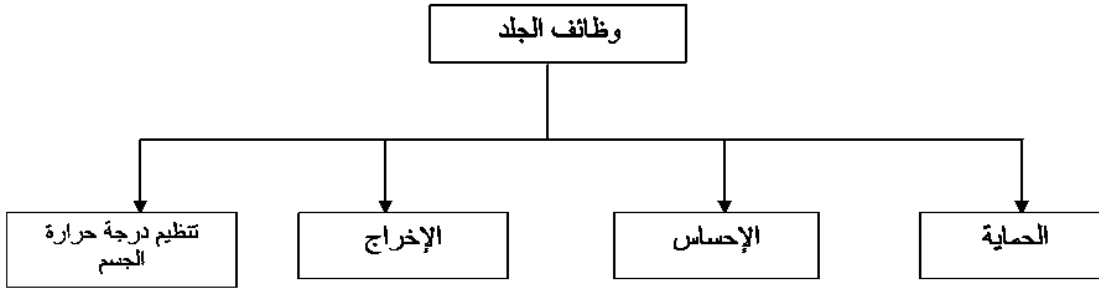 وظائف الجلد
الحماية
الإحساس
الإخراج
تنظيم درجة حرارة
الجسم